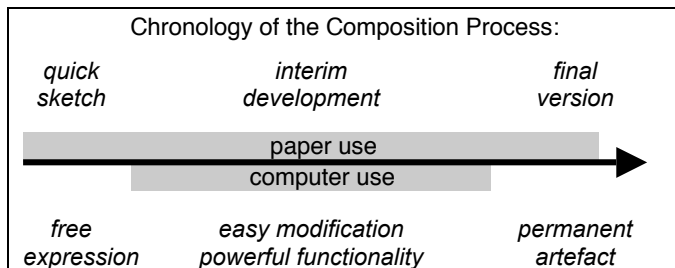 Chronology of the Composition Process:
quick interim final
sketch development version
paper use
computer use
free easy modification permanent
expression powerful functionality artefact